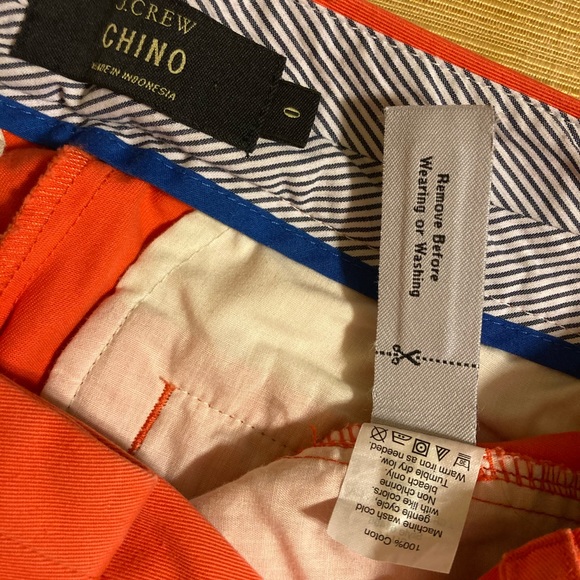 J.CREW
CHINO
MADE IN INDONESIA
0
Remove Before
Wearing or Washing
100% Coton
Machine wash cold
gentle cycle,
with like colors.
Non chlorine
bleach only
Tumble dry low.
Warm iron as needed.